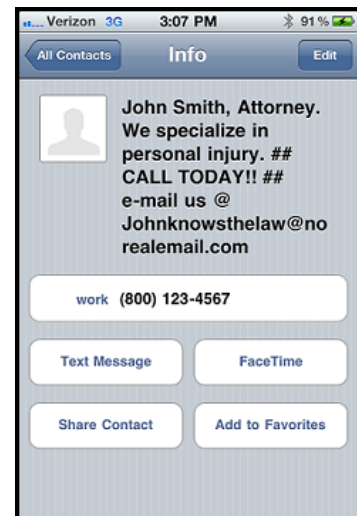 ..... Verizon 3G 3:07 PM 91 %
All Contacts Info Edit
John Smith, Attorney.
We specialize in
personal injury. ##
CALL TODAY!! ##
e-mail us @
Johnknowsthelaw@no
realemail.com
work (800) 123-4567
Text Message FaceTime
Share Contact Add to Favorites